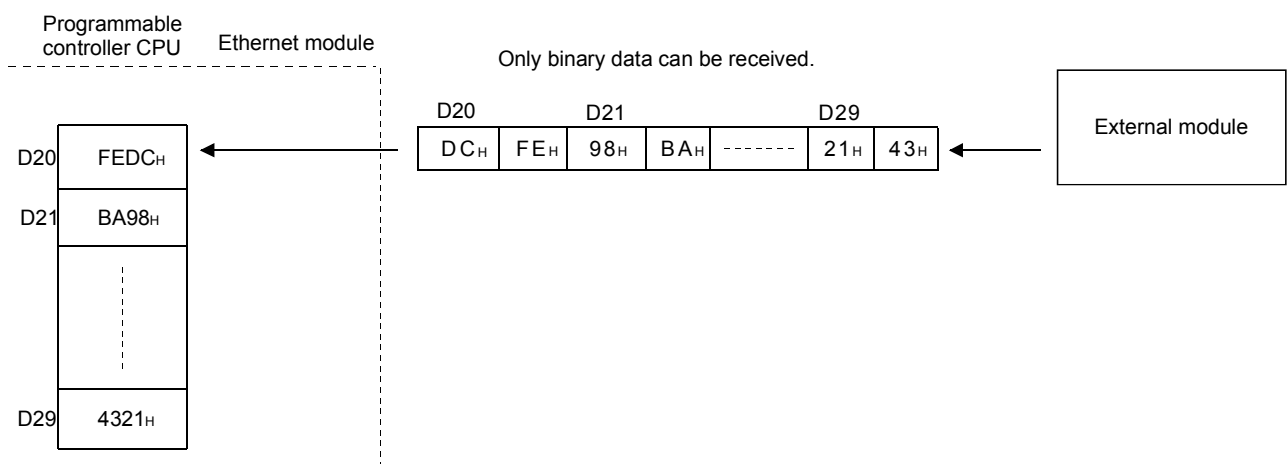 Programmable
controller CPU
Ethernet module
Only binary data can be received.
D20 D21 D29
DCH FEH 98H BAH 21H 43H
External module
D20 FEDCH
D21 BA98H
D29 4321H